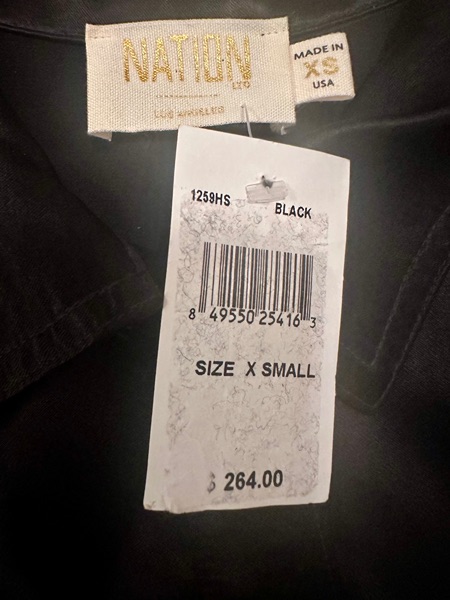 NATION
LTD
LOS ANGELES
MADE IN
XS
USA
1259HS BLACK
8 49550 25416 3
SIZE X SMALL
$ 264.00